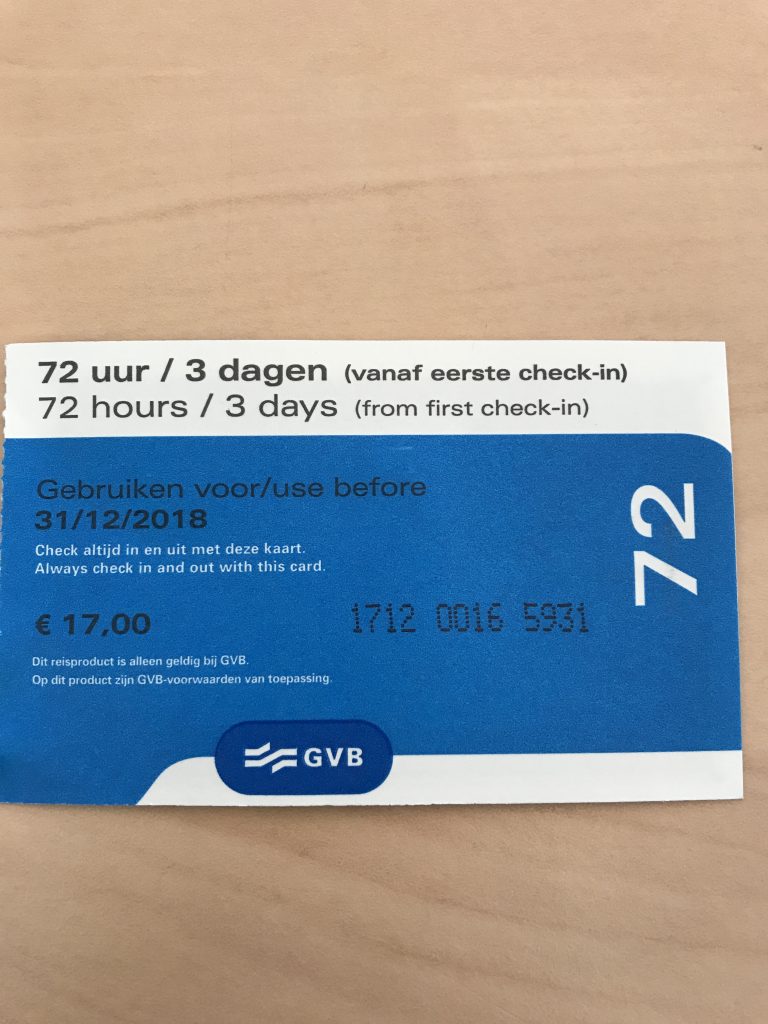 72 uur / 3 dagen (vanaf eerste check-in)
72 hours / 3 days (from first check-in)
Gebruiken voor/use before
31/12/2018
72
Check altijd in en uit met deze kaart.
Always check in and out with this card.
€ 17,00
1712 0016 5931
Dit reisproduct is alleen geldig bij GVB.
Op dit product zijn GVB-voorwaarden van toepassing.
GVB